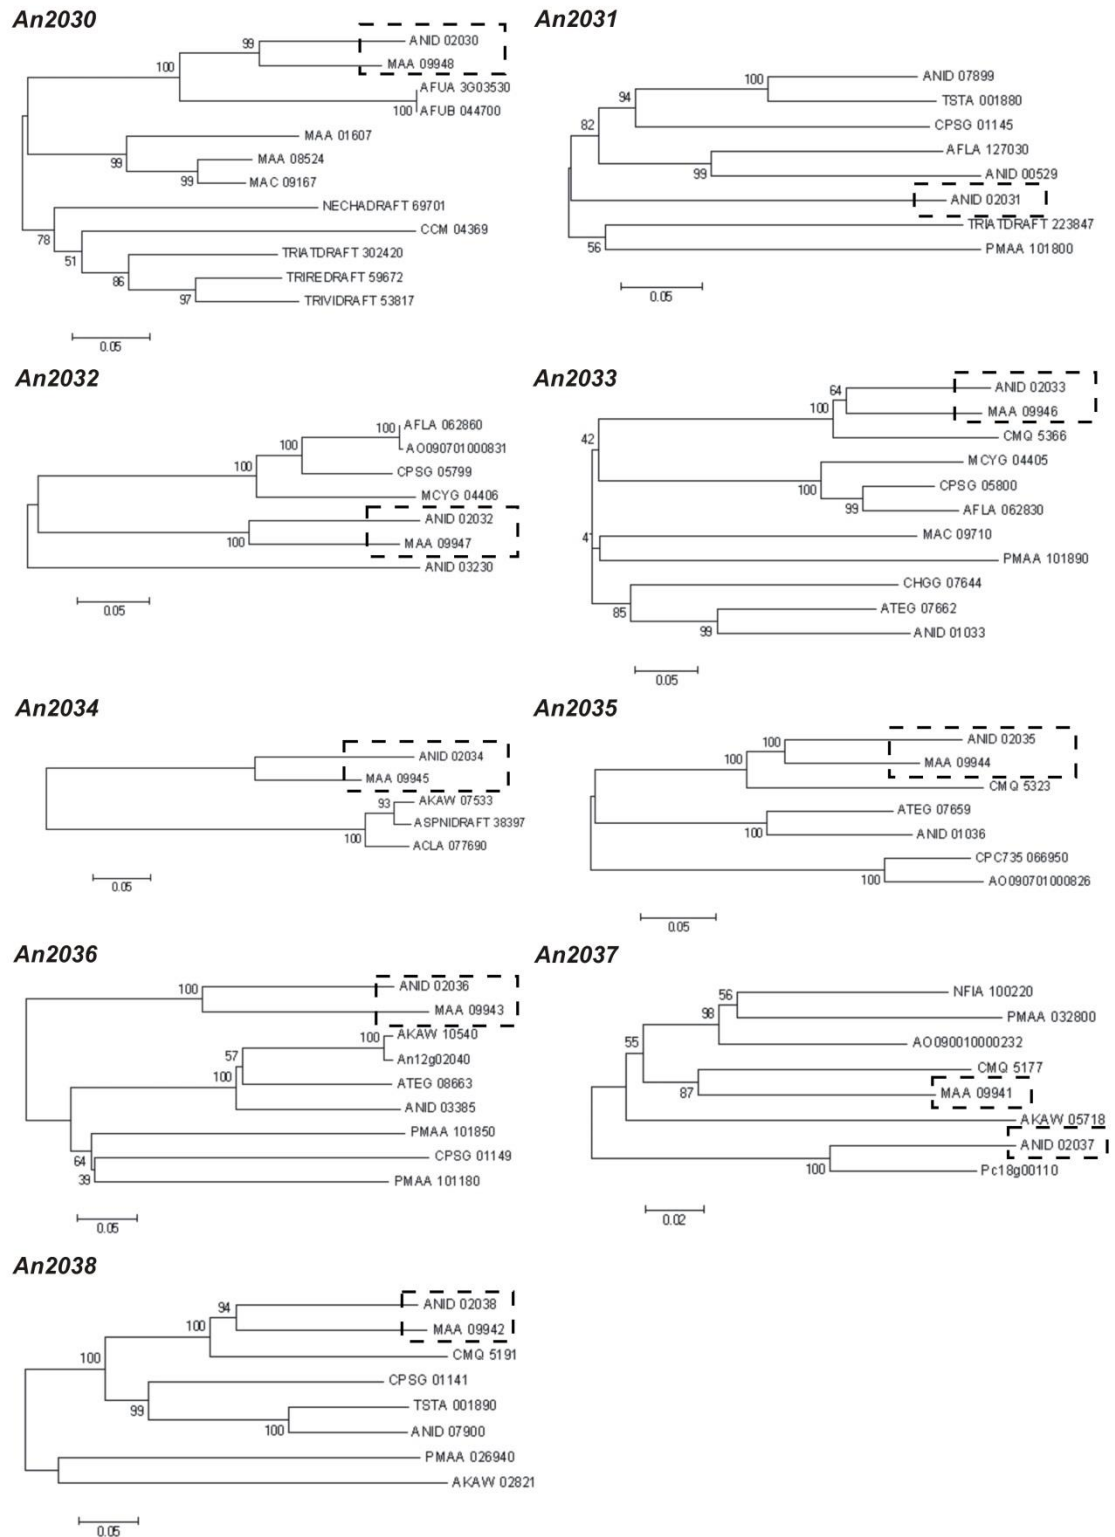 An2030
99
ANID 02030
100
MAA 09948
AFUA 3G03530
100
AFUB 044700
MAA 01607
99
MAA 08524
99
MAC 09167
NECHADRAFT 69701
78
CCM 04369
51
TRIATDRAFT 302420
86
TRIREDRAFT 59672
97
TRIVIDRAFT 53817
0.05
An2031
100
ANID 07899
94
TSTA 001880
82
CPSG 01145
AFLA 127030
99
ANID 00529
ANID 02031
TRIATDRAFT 223847
56
PMAA 101800
0.05
An2032
100
AFLA 062860
100
AO090701000831
100
CPSG 05799
MCYG 04406
ANID 02032
100
MAA 09947
ANID 03230
0.05
An2033
64
ANID 02033
100
MAA 09946
42
CMQ 5366
MCYG 04405
100
CPSG 05800
99
AFLA 062830
4
MAC 09710
PMAA 101890
CHGG 07644
85
ATEG 07662
99
ANID 01033
0.05
An2034
ANID 02034
MAA 09945
93
AKAW 07533
ASPNIDRAFT 38397
100
ACLA 077690
0.05
An2035
100
ANID 02035
100
MAA 09944
CMQ 5323
ATEG 07659
100
ANID 01036
CPC735 066950
100
AO090701000826
0.05
An2036
100
ANID 02036
MAA 09943
100
AKAW 10540
57
An12g02040
100
ATEG 08663
ANID 03385
PMAA 101850
64
CPSG 01149
39
PMAA 101180
0.05
An2037
56
NFIA 100220
98
PMAA 032800
55
AO090010000232
CMQ 5177
87
MAA 09941
AKAW 05718
ANID 02037
100
Pc18g00110
0.02
An2038
94
ANID 02038
100
MAA 09942
100
CMQ 5191
CPSG 01141
99
TSTA 001890
100
ANID 07900
PMAA 026940
AKAW 02821
0.05